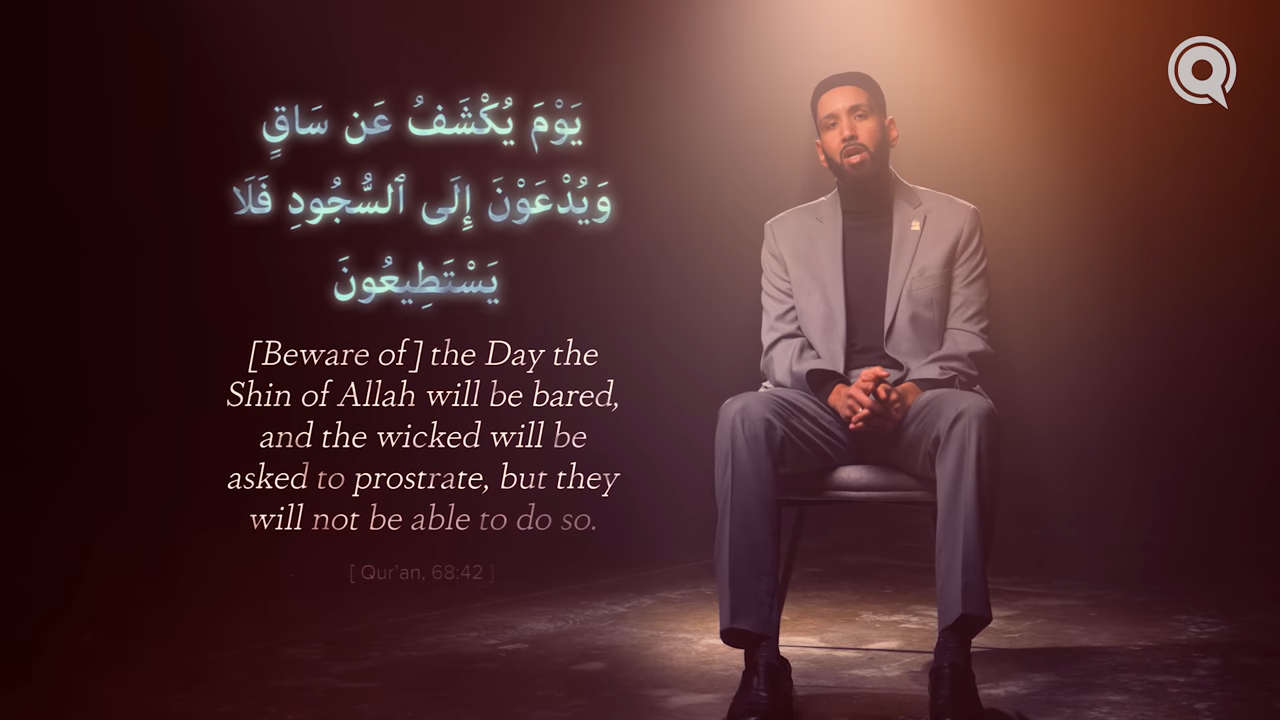 يَوْمَ يُكْشَفُ عَن سَاقٍ
وَيُدْعَوْنَ إِلَى ٱلسُّجُودِ فَلَا
يَسْتَطِيعُونَ
[Beware of] the Day the
Shin of Allah will be bared,
and the wicked will be
asked to prostrate, but they
will not be able to do so.
[ Qur'an, 68:42 ]